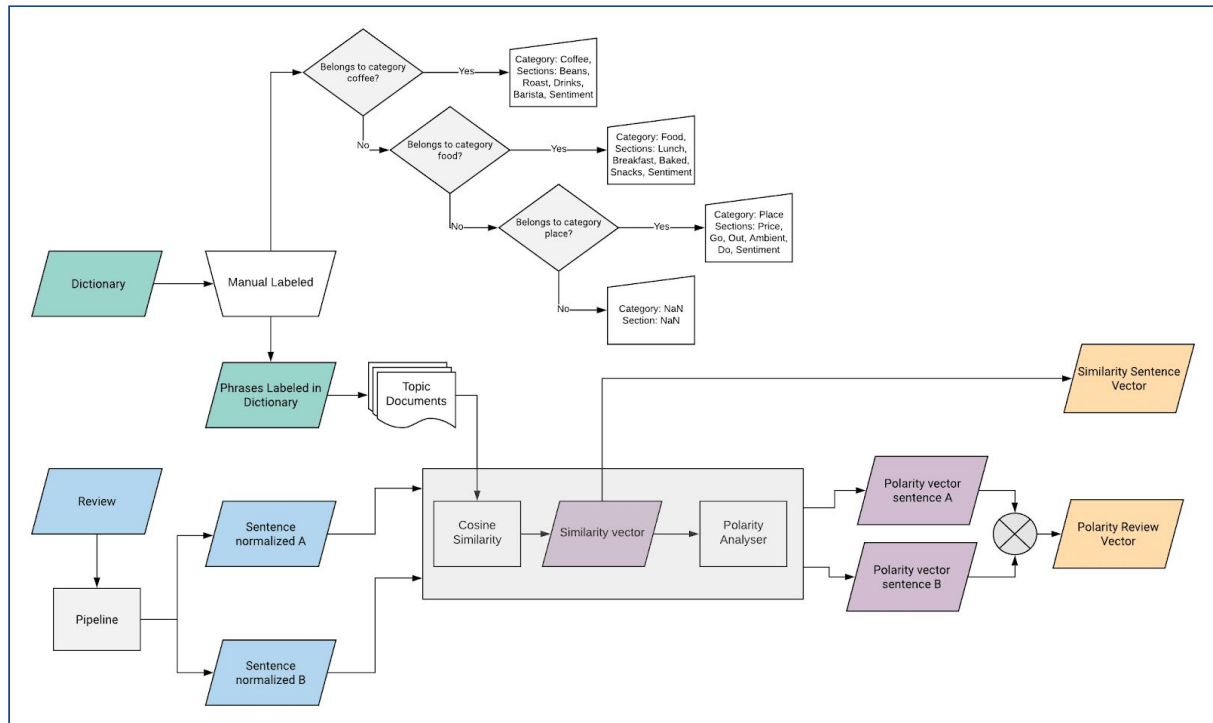 Belongs to category
coffee?
Yes
Category: Coffee,
Sections: Beans,
Roast, Drinks,
Barista, Sentiment
No
Belongs to category
food?
Yes
Category: Food,
Sections: Lunch,
Breakfast, Baked,
Snacks, Sentiment
No
Belongs to category
place?
Yes
Category: Place
Sections: Price,
Go, Out, Ambient,
Do, Sentiment
No
Category: NaN
Section: NaN
Dictionary
Manual Labeled
Phrases Labeled in
Dictionary
Topic
Documents
Similarity Sentence
Vector
Review
Pipeline
Sentence
normalized A
Sentence
normalized B
Cosine
Similarity
Similarity vector
Polarity
Analyser
Polarity vector
sentence A
Polarity vector
sentence B
Polarity Review
Vector